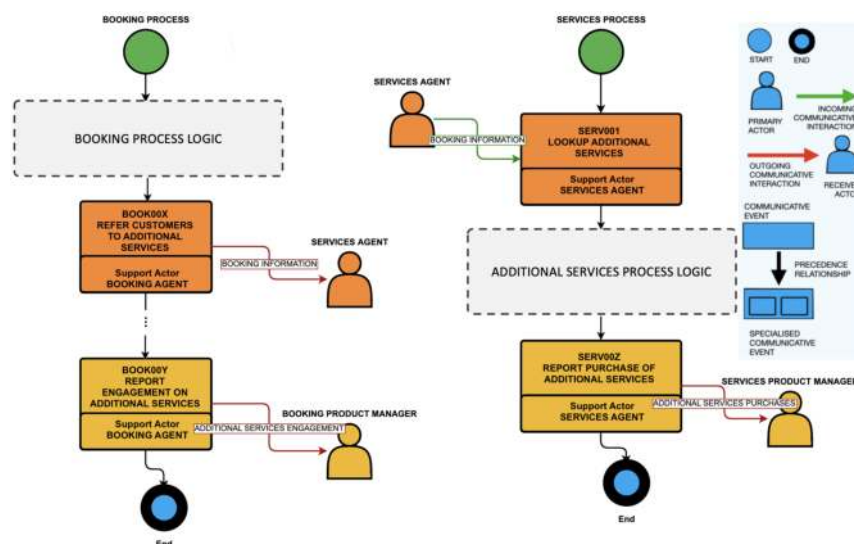 BOOKING PROCESS
BOOKING PROCESS LOGIC
BOOK00X
REFER CUSTOMERS
TO ADDITIONAL
SERVICES
Support Actor
BOOKING AGENT
BOOKING INFORMATION
SERVICES AGENT
...
BOOK00Y
REPORT
ENGAGEMENT ON
ADDITIONAL SERVICES
Support Actor
BOOKING AGENT
ADDITIONAL SERVICES ENGAGEMENT
BOOKING PRODUCT MANAGER
End
SERVICES PROCESS
SERVICES AGENT
BOOKING INFORMATION
SERV001
LOOKUP ADDITIONAL
SERVICES
Support Actor
SERVICES AGENT
ADDITIONAL SERVICES PROCESS LOGIC
SERV00Z
REPORT PURCHASE OF
ADDITIONAL SERVICES
Support Actor
SERVICES AGENT
ADDITIONAL SERVICES PURCHASES
SERVICES PRODUCT MANAGER
End
START
END
PRIMARY
ACTOR
INCOMING
COMMUNICATIVE
INTERACTION
OUTGOING
COMMUNICATIVE
INTERACTION
RECEIVE
ACTO
COMMUNICATIVE
EVENT
PRECEDENCE
RELATIONSHIP
SPECIALISED
COMMUNICATIVE
EVENT